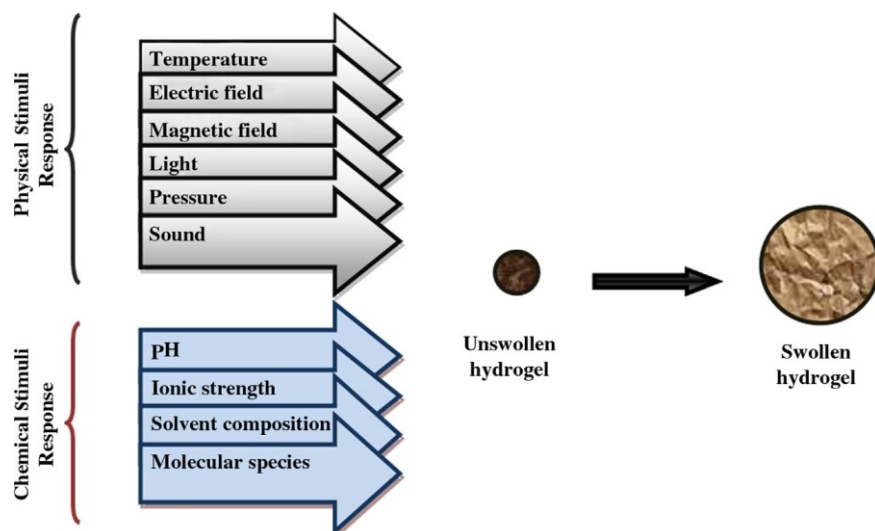 Physical Stimuli
Response
Temperature
Electric field
Magnetic field
Light
Pressure
Sound
Chemical Stimuli
Response
PH
Ionic strength
Solvent composition
Molecular species
Unswollen
hydrogel
Swollen
hydrogel